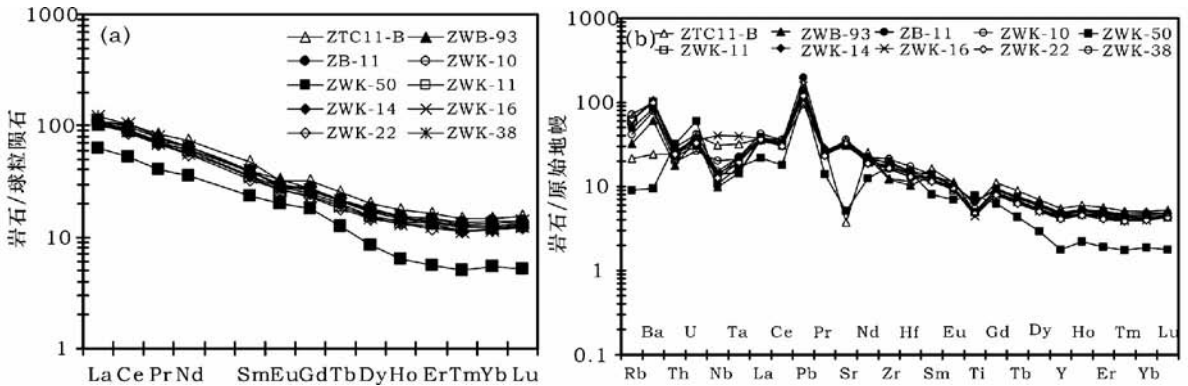 (a)
1000
100
10
1
岩石/球粒陨石
ZTC11-B ZWB-93
ZB-11 ZWK-10
ZWK-50 ZWK-11
ZWK-14 ZWK-16
ZWK-22 ZWK-38
La Ce Pr Nd Sm Eu Gd Tb Dy Ho Er Tm Yb Lu
(b)
1000
100
10
1
0.1
岩石/原始地幔
ZTC11-B ZWB-93 ZB-11 ZWK-10 ZWK-50
ZWK-11 ZWK-14 ZWK-16 ZWK-22 ZWK-38
Ba U Ta Ce Pr Nd Hf Eu Gd Dy Ho Tm Lu
Rb Th Nb La Pb Sr Zr Sm Ti Tb Y Er Yb